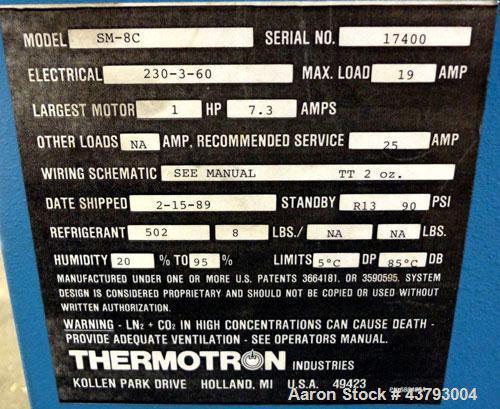 MODEL SM-8C SERIAL NO. 17400
ELECTRICAL 230-3-60 MAX. LOAD 19 AMP
LARGEST MOTOR 1 HP 7.3 AMPS
OTHER LOADS NA AMP, RECOMMENDED SERVICE 25 AMP
WIRING SCHEMATIC SEE MANUAL TT 2 oz.
DATE SHIPPED 2-15-89 STANDBY R13 90 PSI
REFRIGERANT 502 8 LBS./ NA NA LBS.
HUMIDITY 20 % TO 95 % LIMITS 5°C DP 85°C DB
MANUFACTURED UNDER ONE OR MORE U.S. PATENTS 3664181, OR 3590595. SYSTEM
DESIGN IS CONSIDERED PROPRIETARY AND SHOULD NOT BE COPIED OR USED WITHOUT
WRITTEN AUTHORIZATION.
WARNING - LN₂ + CO₂ IN HIGH CONCENTRATIONS CAN CAUSE DEATH -
PROVIDE ADEQUATE VENTILATION - SEE OPERATORS MANUAL.
THERMOTRON INDUSTRIES
KOLLEN PARK DRIVE HOLLAND, MI U.S.A. 49423
Aaron Stock # 43793004